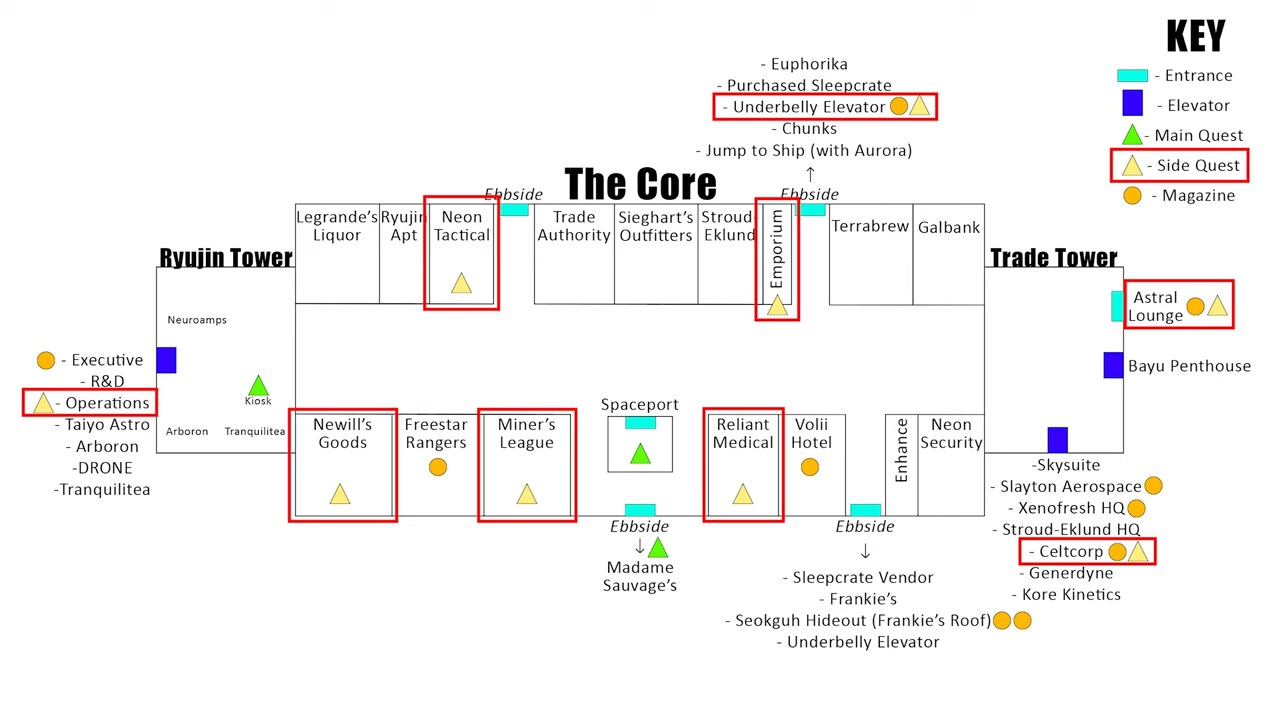 KEY
- Entrance
- Elevator
- Main Quest
- Side Quest
- Magazine
- Euphorika
- Purchased Sleepcrate
- Underbelly Elevator
- Chunks
- Jump to Ship (with Aurora)
↑
The Core
Ebbside
Ebbside
Legrande's
Liquor
Ryujin
Apt
Neon
Tactical
Trade
Authority
Sieghart's
Outfitters
Stroud-
Eklund
Emporium
Terrabrew
Galbank
Ryujin Tower
Neuroamps
Kiosk
Arboron
Tranquilitea
- Executive
- R&D
- Operations
- Taiyo Astro
- Arboron
-DRONE
-Tranquilitea
Trade Tower
Astral
Lounge
Bayu Penthouse
Newill's
Goods
Freestar
Rangers
Miner's
League
Spaceport
Reliant
Medical
Volii
Hotel
Enhance
Neon
Security
Ebbside
↓
Madame
Sauvage's
Ebbside
↓
- Sleepcrate Vendor
- Frankie's
- Seokguh Hideout (Frankie's Roof)
- Underbelly Elevator
-Skysuite
- Slayton Aerospace
- Xenofresh HQ
- Stroud-Eklund HQ
- Celtcorp
- Generdyne
- Kore Kinetics